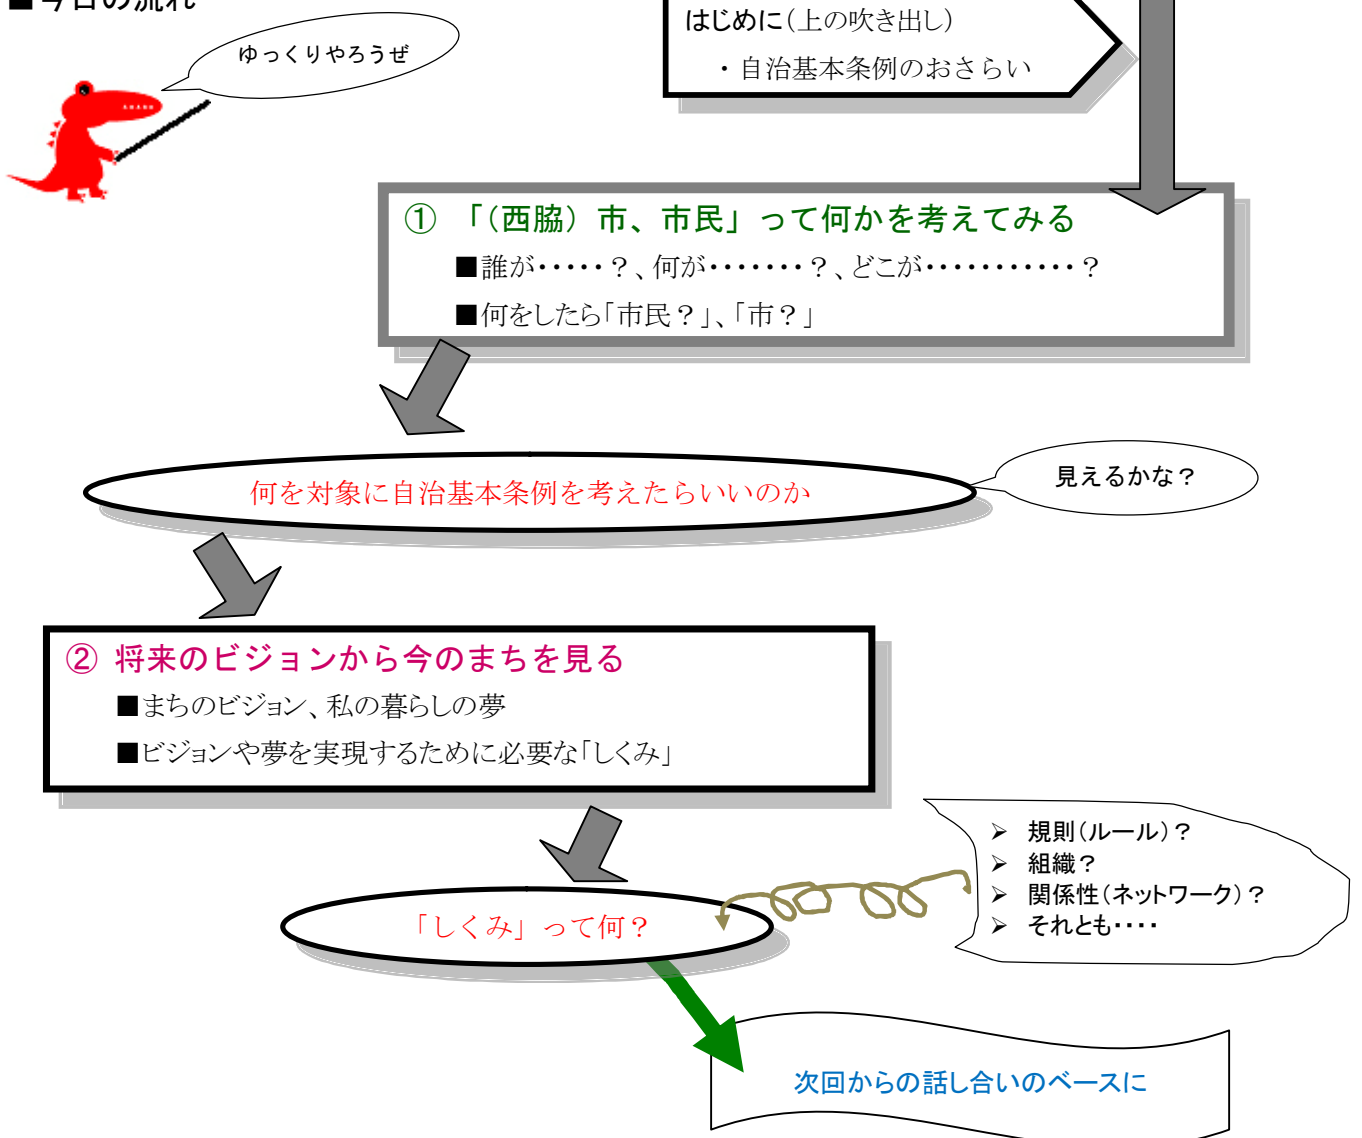 ■今日の流れ
ゆっくりやろうぜ
はじめに(上の吹き出し)
・自治基本条例のおさらい
① 「(西脇)市、市民」って何かを考えてみる
■誰が・・・・・?、何が・・・・・・・?、どこが・・・・・・・・・・・?
■何をしたら「市民?」、「市?」
何を対象に自治基本条例を考えたらいいのか
見えるかな?
② 将来のビジョンから今のまちを見る
■まちのビジョン、私の暮らしの夢
■ビジョンや夢を実現するために必要な「しくみ」
➢ 規則(ルール)?
➢ 組織?
➢ 関係性(ネットワーク)?
➢ それとも・・・・
「しくみ」って何?
次回からの話し合いのベースに